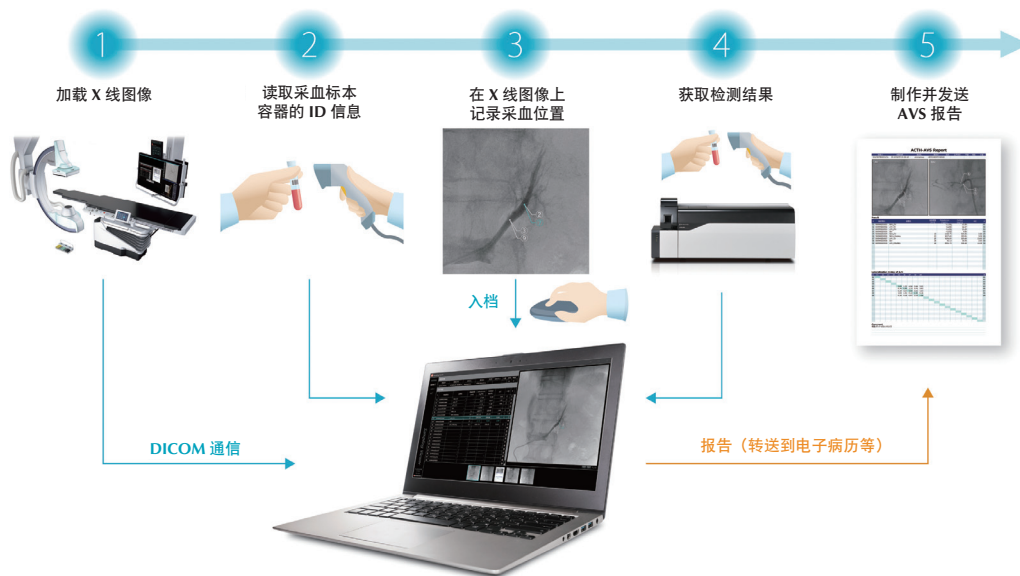 1
2
3
4
5
加载 X 线图像
读取采血标本
容器的 ID 信息
在 X 线图像上
记录采血位置
获取检测结果
制作并发送
AVS 报告
ACTH-AVS Report
入档
DICOM 通信
报告（转送到电子病历等）